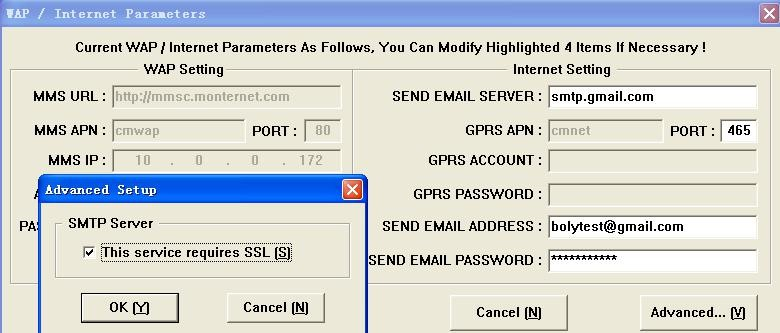 WAP / Internet Parameters
Current WAP / Internet Parameters As Follows, You Can Modify Highlighted 4 Items If Necessary !
WAP Setting
MMS URL : http://mmsc.monternet.com
MMS APN : cmwap PORT : 80
MMS IP : 10 . 0 . 0 . 172
Internet Setting
SEND EMAIL SERVER : smtp.gmail.com
GPRS APN : cmnet PORT : 465
GPRS ACCOUNT :
GPRS PASSWORD :
SEND EMAIL ADDRESS : bolytest@gmail.com
SEND EMAIL PASSWORD : ***********
Cancel (N) Advanced... (V)
Advanced Setup
SMTP Server
This service requires SSL (S)
OK (Y) Cancel (N)